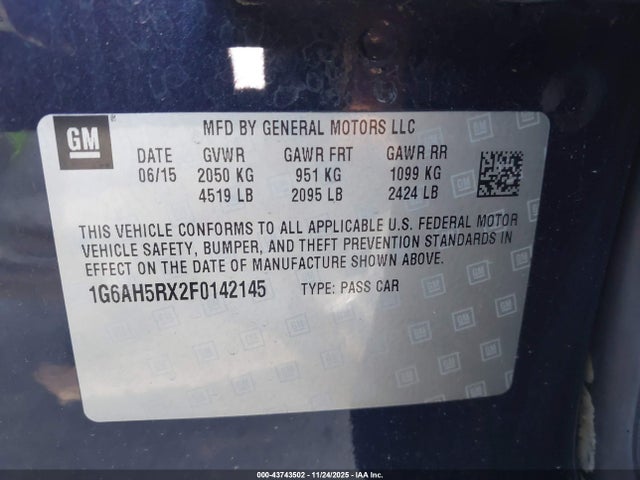 GM
MFD BY GENERAL MOTORS LLC
DATE GVWR GAWR FRT GAWR RR
06/15 2050 KG 951 KG 1099 KG
4519 LB 2095 LB 2424 LB
THIS VEHICLE CONFORMS TO ALL APPLICABLE U.S. FEDERAL MOTOR
VEHICLE SAFETY, BUMPER, AND THEFT PREVENTION STANDARDS IN
EFFECT ON THE DATE OF MANUFACTURE SHOWN ABOVE.
1G6AH5RX2F0142145 TYPE: PASS CAR
000-43743502 - 11/24/2025 - IAA Inc.